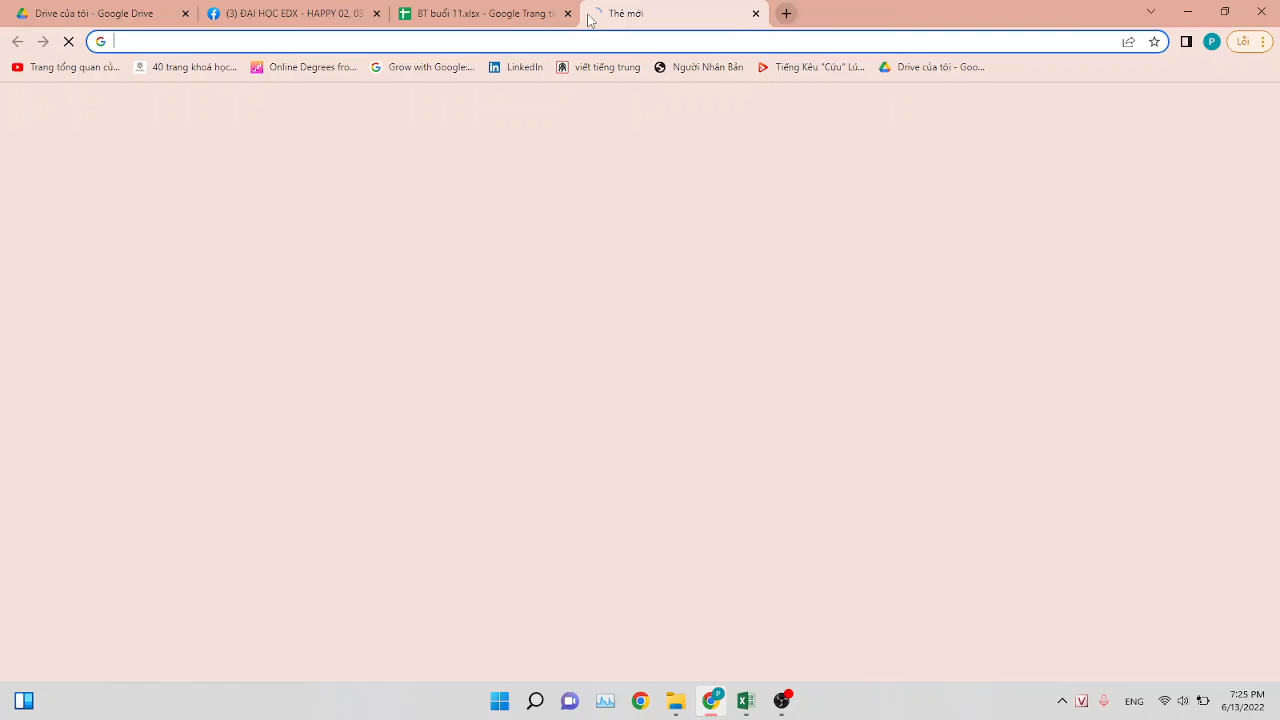 Drive của tôi - Google Drive
(3) ĐẠI HỌC EDX - HAPPY 02, 03
BT buổi 11.xlsx - Google Trang tí
Thẻ mới
Lỗi
Trang tổng quan củ...
40 trang khoá học...
Online Degrees fro...
Grow with Google:...
LinkedIn
viết tiếng trung
Người Nhân Bản
Tiếng Kêu "Cứu" Lú...
Drive của tôi - Goo...
P
P
V
ENG
7:25 PM
6/13/2022